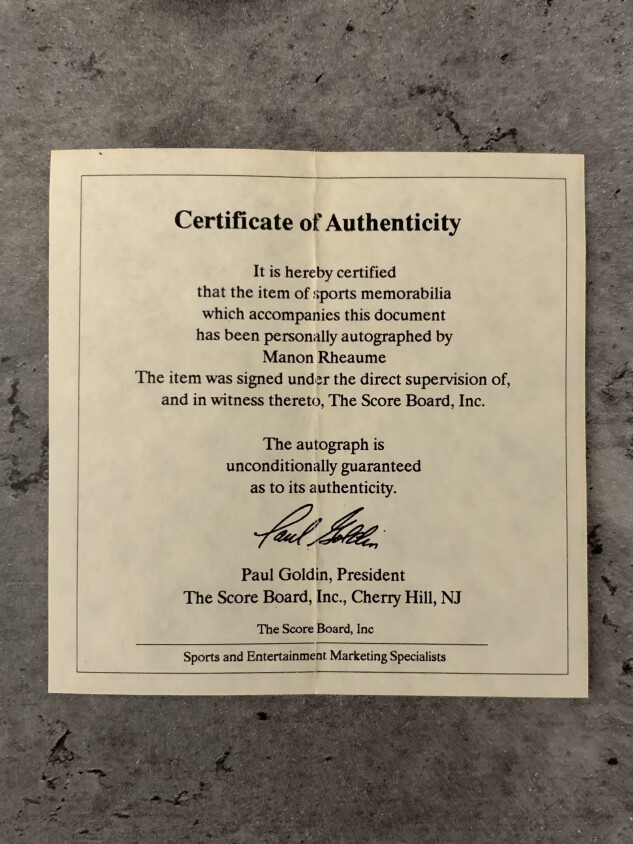 Certificate of Authenticity
It is hereby certified
that the item of sports memorabilia
which accompanies this document
has been personally autographed by
Manon Rheaume
The item was signed under the direct supervision of,
and in witness thereto, The Score Board, Inc.
The autograph is
unconditionally guaranteed
as to its authenticity.
Paul Goldin
Paul Goldin, President
The Score Board, Inc., Cherry Hill, NJ
The Score Board, Inc
Sports and Entertainment Marketing Specialists